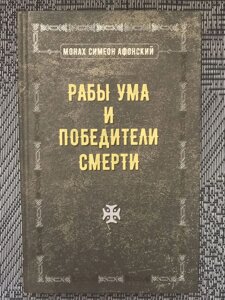 МОНАХ СИМЕОН АФОНСКИЙ
РАБЫ УМА
И
ПОБЕДИТЕЛИ
СМЕРТИ